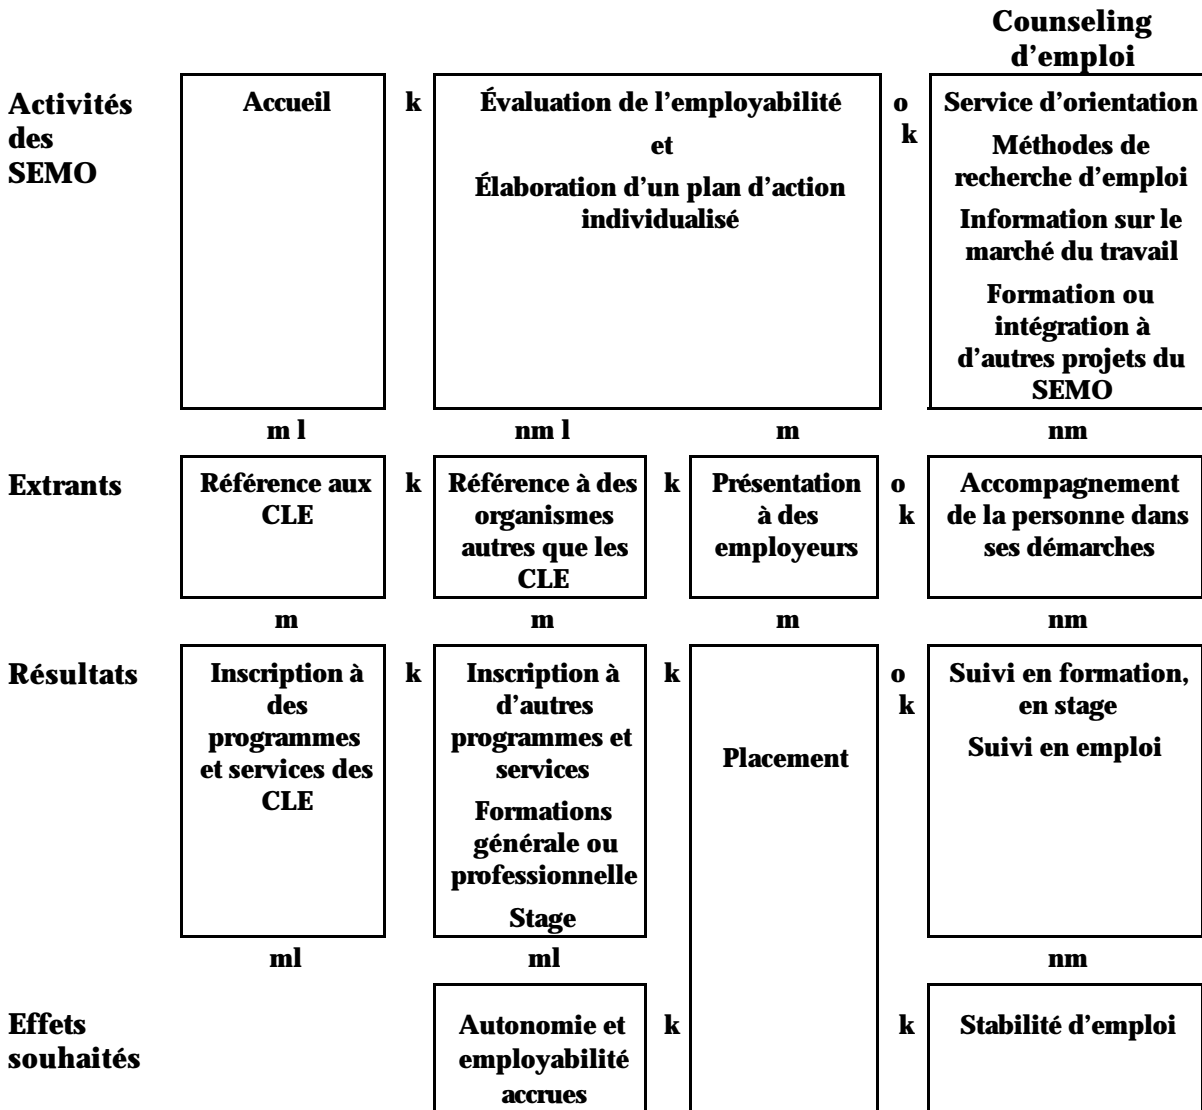 Counseling
d'emploi
Activités
des
SEMO
Accueil
k
Évaluation de l'employabilité
et
Élaboration d'un plan d'action
individualisé
o
k
Service d'orientation
Méthodes de
recherche d'emploi
Information sur le
marché du travail
Formation ou
intégration à
d'autres projets du
SEMO
m l
nm l
m
nm
Extrants
Référence aux
CLE
k
Référence à des
organismes
autres que les
CLE
k
Présentation
à des
employeurs
o
k
Accompagnement
de la personne dans
ses démarches
m
m
m
nm
Résultats
Inscription à
des
programmes
et services des
CLE
k
Inscription à
d'autres
programmes et
services
Formations
générale ou
professionnelle
Stage
k
Placement
o
k
Suivi en formation,
en stage
Suivi en emploi
ml
ml
nm
Effets
souhaités
Autonomie et
employabilité
accrues
k
k
Stabilité d'emploi